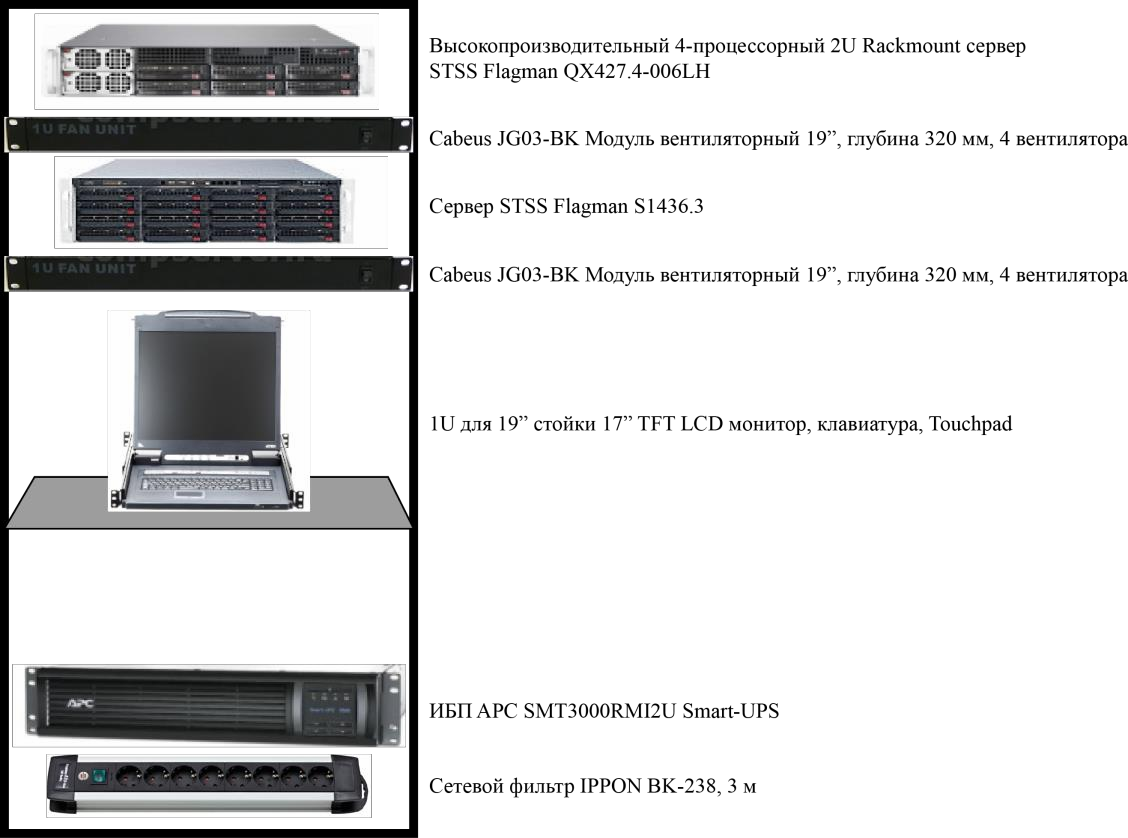 Высокопроизводительный 4-процессорный 2U Rackmount сервер
STSS Flagman QX427.4-006LH
1U FAN UNIT
Cabeus JG03-BK Модуль вентиляторный 19”, глубина 320 мм, 4 вентилятора
Сервер STSS Flagman S1436.3
1U FAN UNIT
Cabeus JG03-BK Модуль вентиляторный 19”, глубина 320 мм, 4 вентилятора
1U для 19” стойки 17” TFT LCD монитор, клавиатура, Touchpad
APC
Smart-UPS
ИБП APC SMT3000RMI2U Smart-UPS
Сетевой фильтр IPPON BK-238, 3 м